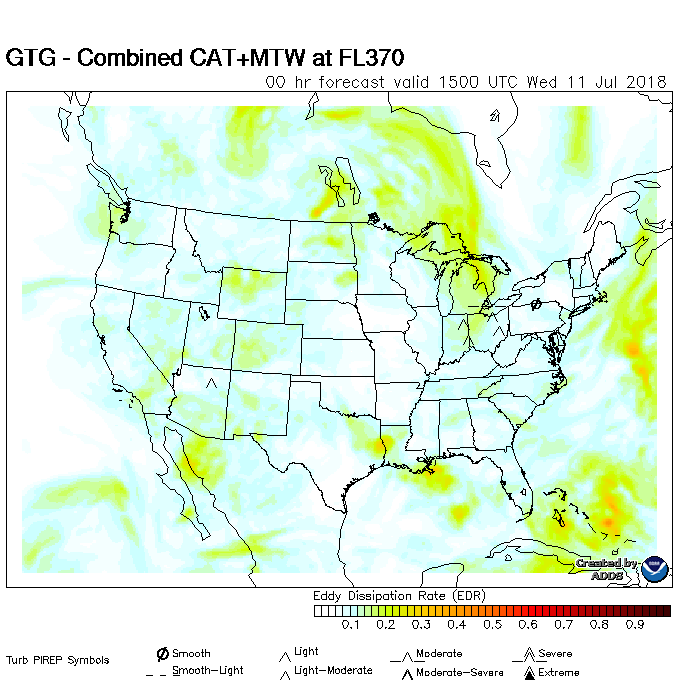 GTG - Combined CAT+MTW at FL370
00 hr forecast valid 1500 UTC Wed 11 Jul 2018
Created by
ADDS
Eddy Dissipation Rate (EDR)
0.1 0.2 0.3 0.4 0.5 0.6 0.7 0.8 0.9
Turb PIREP Symbols
Smooth
Light
Moderate
Severe
Smooth-Light
Light-Moderate
Moderate-Severe
Extreme